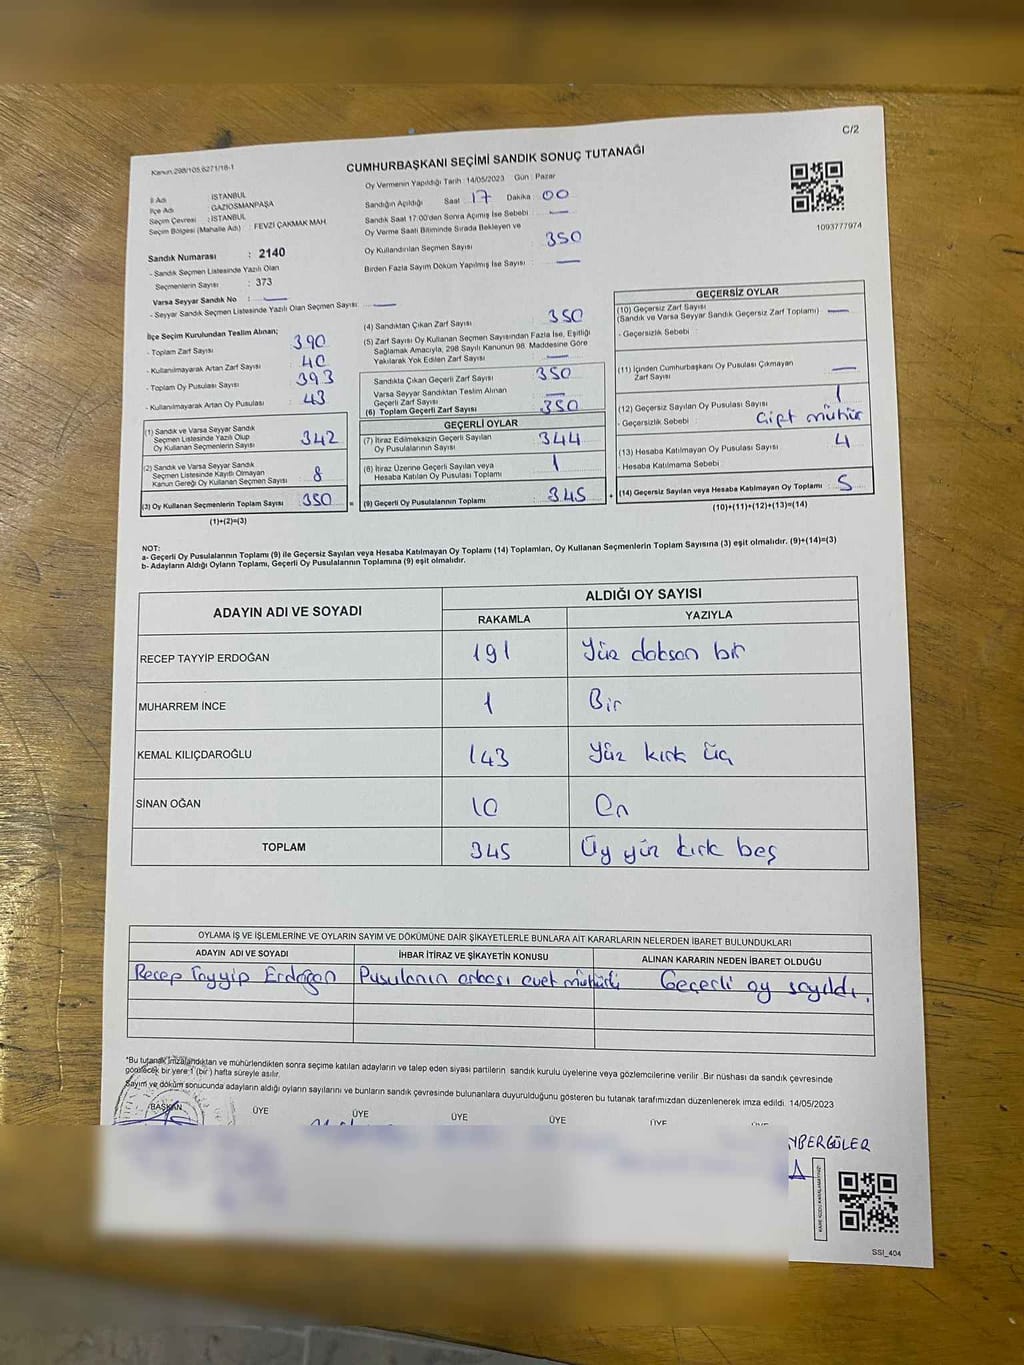 C/2
Kanun.298/105,6271/18-1
CUMHURBAŞKANI SEÇİMİ SANDIK SONUÇ TUTANAĞI
İl Adı : İSTANBUL
İlçe Adı : GAZİOSMANPAŞA
Seçim Çevresi : İSTANBUL
Seçim Bölgesi (Mahalle Adı) : FEVZİ ÇAKMAK MAH.
Sandık Numarası : 2140
- Sandık Seçmen Listesinde Yazılı Olan
Seçmenlerin Sayısı : 373
Varsa Seyyar Sandık No : —
- Seyyar Sandık Seçmen Listesinde Yazılı Olan Seçmen Sayısı: —
Oy Vermenin Yapıldığı Tarih :14/05/2023 Gün : Pazar
Sandığın Açıldığı Saat 17 Dakika 00
Sandık Saat 17:00'den Sonra Açımış İse Sebebi : —
Oy Verme Saati Bitiminde Sırada Bekleyen ve
Oy Kullandırılan Seçmen Sayısı : 350
Birden Fazla Sayım Döküm Yapılmış İse Sayısı : —
1093777974
İlçe Seçim Kurulundan Teslim Alınan;
- Toplam Zarf Sayısı : 390
- Kullanılmayarak Artan Zarf Sayısı : 40
- Toplam Oy Pusulası Sayısı : 393
- Kullanılmayarak Artan Oy Pusulası : 43
(1) Sandık ve Varsa Seyyar Sandık
Seçmen Listesinde Yazılı Olup
Oy Kullanan Seçmenlerin Sayısı : 342
(2) Sandık ve Varsa Seyyar Sandık
Seçmen Listesinde Kayıtlı Olmayan
Kanun Gereği Oy Kullanan Seçmen Sayısı : 8
(3) Oy Kullanan Seçmenlerin Toplam Sayısı : 350
(1)+(2)=(3)
(4) Sandıktan Çıkan Zarf Sayısı : 350
(5) Zarf Sayısı Oy Kullanan Seçmen Sayısından Fazla İse, Eşitliği
Sağlamak Amacıyla, 298 Sayılı Kanunun 98. Maddesine Göre
Yakılarak Yok Edilen Zarf Sayısı : —
Sandıkta Çıkan Geçerli Zarf Sayısı : 350
Varsa Seyyar Sandıktan Teslim Alınan
Geçerli Zarf Sayısı : —
(6) Toplam Geçerli Zarf Sayısı : 350
GEÇERLİ OYLAR
(7) İtiraz Edilmeksizin Geçerli Sayılan
Oy Pusulasının Sayısı : 344
(8) İtiraz Üzerine Geçerli Sayılan veya
Hesaba Katılan Oy Pusulası Toplamı : 1
(9) Geçerli Oy Pusulalarının Toplamı : 345
GEÇERSİZ OYLAR
(10) Geçersiz Zarf Sayısı
(Sandık ve Varsa Seyyar Sandık Geçersiz Zarf Toplamı) : —
- Geçersizlik Sebebi :
(11) İçinden Cumhurbaşkanı Oy Pusulası Çıkmayan
Zarf Sayısı : —
(12) Geçersiz Sayılan Oy Pusulası Sayısı : 1
- Geçersizlik Sebebi : Çift mühür
(13) Hesaba Katılmayan Oy Pusulası Sayısı : 4
- Hesaba Katılmama Sebebi :
(14) Geçersiz Sayılan veya Hesaba Katılmayan Oy Toplamı : 5
(10)+(11)+(12)+(13)=(14)
NOT:
a- Geçerli Oy Pusulalarının Toplamı (9) ile Geçersiz Sayılan veya Hesaba Katılmayan Oy Toplamı (14) Toplamları, Oy Kullanan Seçmenlerin Toplam Sayısına (3) eşit olmalıdır. (9)+(14)=(3)
b- Adayların Aldığı Oyların Toplamı, Geçerli Oy Pusulalarının Toplamına (9) eşit olmalıdır.
ADAYIN ADI VE SOYADI
ALDIĞI OY SAYISI
RAKAMLA YAZIYLA
RECEP TAYYİP ERDOĞAN 191 Yüz doksan bir
MUHARREM İNCE 1 Bir
KEMAL KILIÇDAROĞLU 143 Yüz kırk üç
SİNAN OĞAN 10 On
TOPLAM 345 Üç yüz kırk beş
OYLAMA İŞ VE İŞLEMLERİNE VE OYLARIN SAYIM VE DÖKÜMÜNE DAİR ŞİKAYETLERLE BUNLARA AİT KARARLARIN NELERDEN İBARET BULUNDUKLARI
ADAYIN ADI VE SOYADI İHBAR İTİRAZ VE ŞİKAYETİN KONUSU ALINAN KARARIN NEDEN İBARET OLDUĞU
Recep Tayyip Erdoğan Pusulanın arkası evet mühürlü Geçerli oy sayıldı.
*Bu tutanak imzalandıktan ve mühürlendikten sonra seçime katılan adayların ve talep eden siyasi partilerin sandık kurulu üyelerine veya gözlemcilerine verilir .Bir nüshası da sandık çevresinde
görülecek bir yere 1 (bir ) hafta süreyle asılır.
Sayım ve döküm sonucunda adayların aldığı oyların sayılarını ve bunların sandık çevresinde bulunanlara duyurulduğunu gösteren bu tutanak tarafımızdan düzenlenerek imza edildi. 14/05/2023
BAŞKAN ÜYE ÜYE ÜYE ÜYE ÜYE
SSI_404